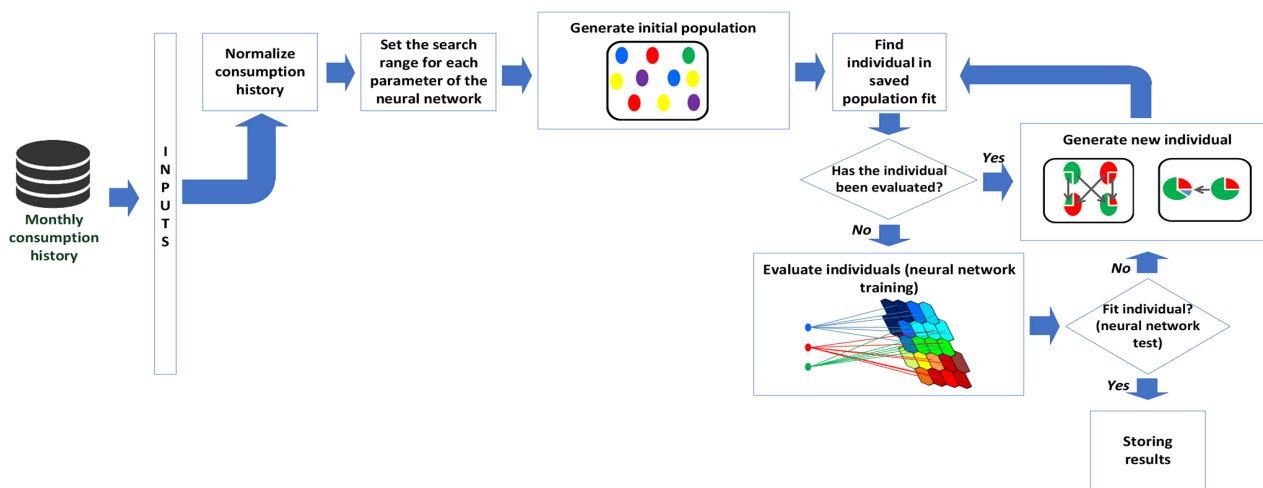 Monthly
consumption
history
I
N
P
U
T
S
Normalize
consumption
history
Set the search
range for each
parameter of the
neural network
Generate initial population
Find
individual in
saved
population fit
Has the individual
been evaluated?
Yes
Generate new individual
No
Evaluate individuals (neural network
training)
No
Fit individual?
(neural network
test)
Yes
Storing
results